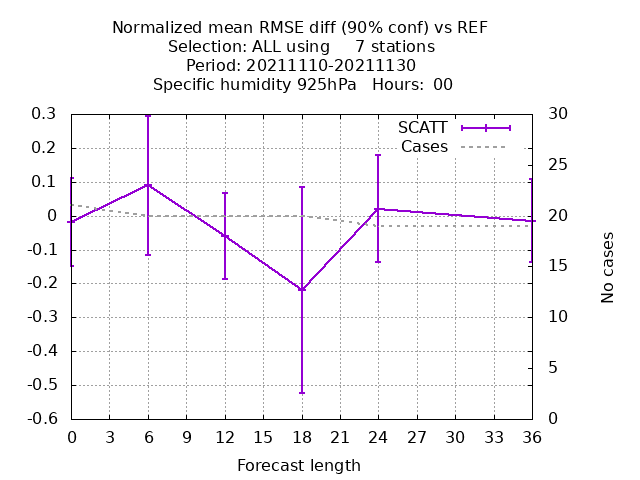 Normalized mean RMSE diff (90% conf) vs REF
Selection: ALL using     7 stations
Period: 20211110-20211130
Specific humidity 925hPa   Hours:  00
0.3
0.2
0.1
0
-0.1
-0.2
-0.3
-0.4
-0.5
-0.6
SCATT
Cases
30
25
20
15
10
5
0
No cases
0 3 6 9 12 15 18 21 24 27 30 33 36
Forecast length